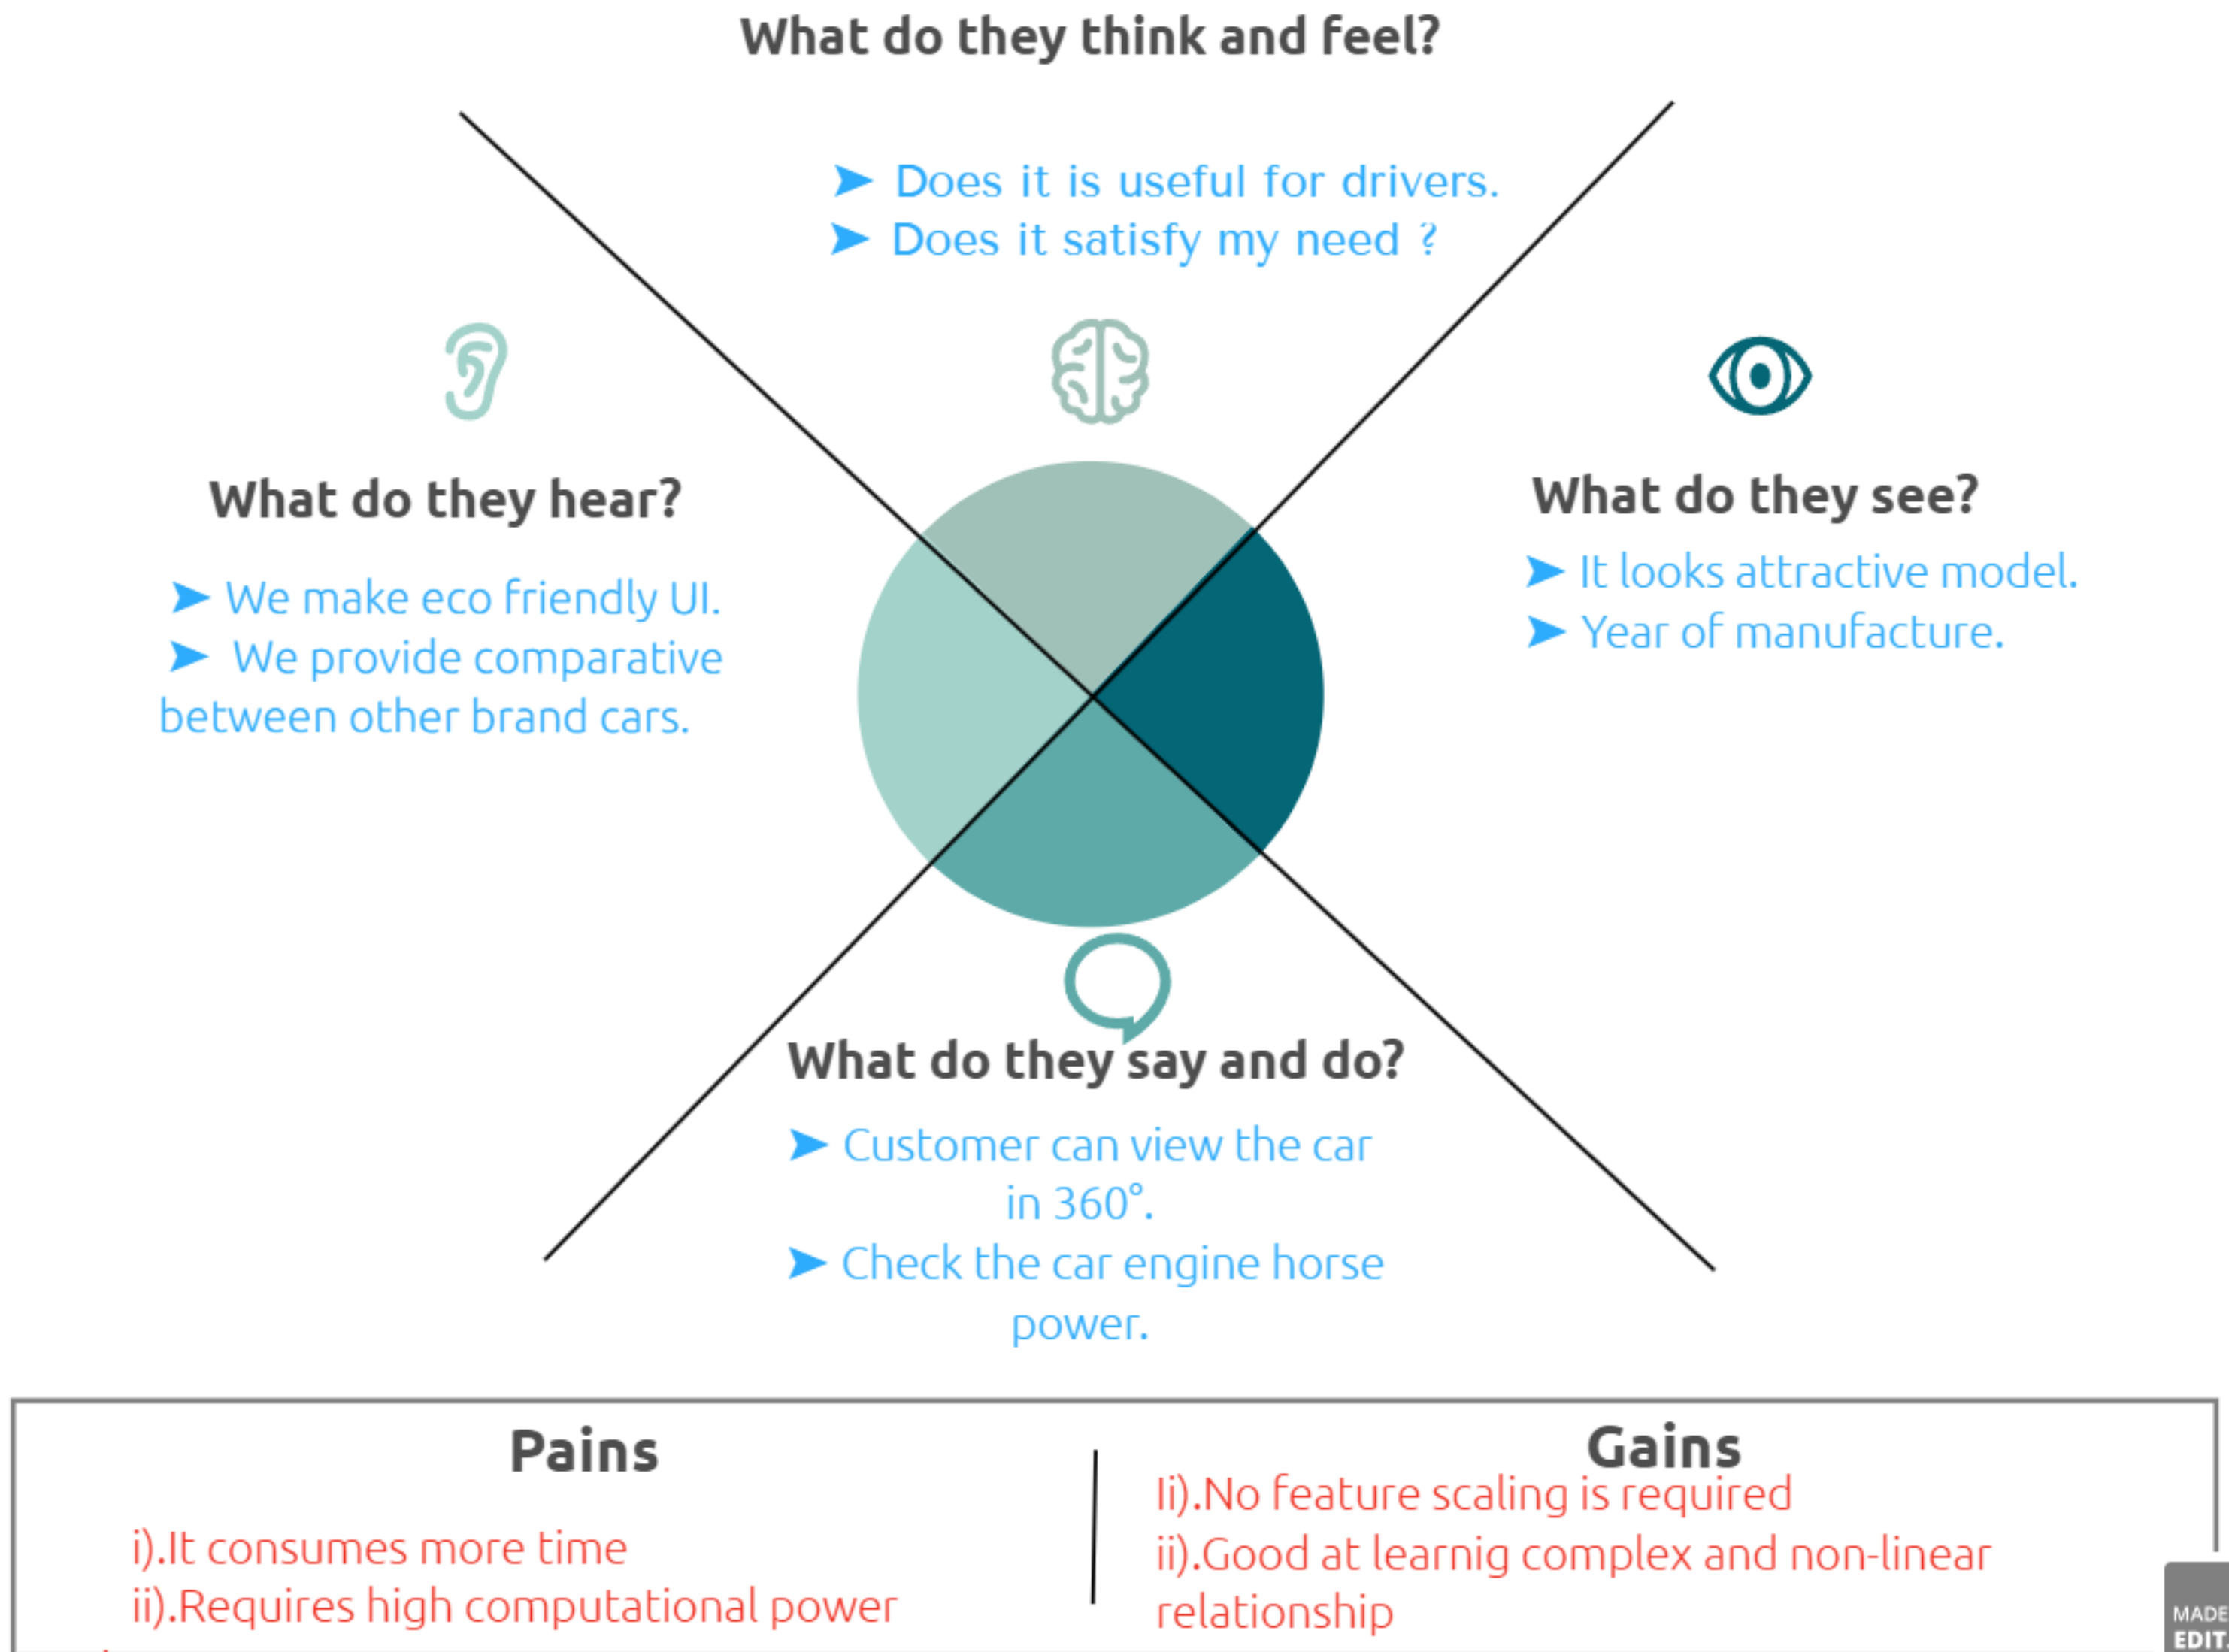 What do they think and feel?
➤ Does it is useful for drivers.
➤ Does it satisfy my need ?
What do they hear?
➤ We make eco friendly UI.
➤ We provide comparative
between other brand cars.
What do they see?
➤ It looks attractive model.
➤ Year of manufacture.
What do they say and do?
➤ Customer can view the car
in 360°.
➤ Check the car engine horse
power.
Pains
i).It consumes more time
ii).Requires high computational power
Gains
Ii).No feature scaling is required
ii).Good at learnig complex and non-linear
relationship
MADE
EDIT.